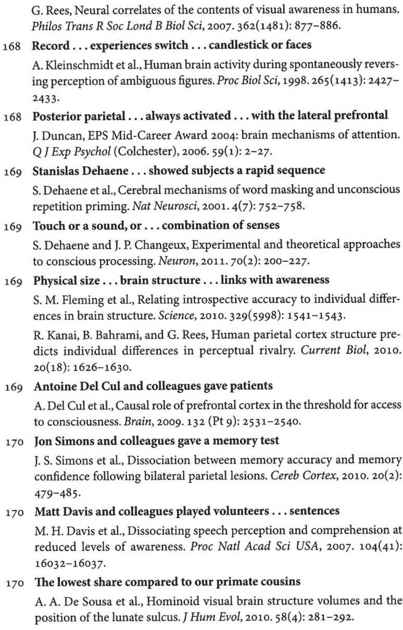 G. Rees, Neural correlates of the contents of visual awareness in humans.
Philos Trans R Soc Lond B Biol Sci, 2007. 362(1481): 877–886.
168 Record . . . experiences switch . . . candlestick or faces
A. Kleinschmidt et al., Human brain activity during spontaneously revers-
ing perception of ambiguous figures. Proc Biol Sci, 1998. 265(1413): 2427–
2433.
168 Posterior parietal . . . always activated . . . with the lateral prefrontal
J. Duncan, EPS Mid-Career Award 2004: brain mechanisms of attention.
Q J Exp Psychol (Colchester), 2006. 59(1): 2–27.
169 Stanislas Dehaene . . . showed subjects a rapid sequence
S. Dehaene et al., Cerebral mechanisms of word masking and unconscious
repetition priming. Nat Neurosci, 2001. 4(7): 752–758.
169 Touch or a sound, or . . . combination of senses
S. Dehaene and J. P. Changeux, Experimental and theoretical approaches
to conscious processing. Neuron, 2011. 70(2): 200–227.
169 Physical size . . . brain structure . . . links with awareness
S. M. Fleming et al., Relating introspective accuracy to individual differ-
ences in brain structure. Science, 2010. 329(5998): 1541–1543.
R. Kanai, B. Bahrami, and G. Rees, Human parietal cortex structure pre-
dicts individual differences in perceptual rivalry. Current Biol, 2010.
20(18): 1626–1630.
169 Antoine Del Cul and colleagues gave patients
A. Del Cul et al., Causal role of prefrontal cortex in the threshold for access
to consciousness. Brain, 2009. 132 (Pt 9): 2531–2540.
170 Jon Simons and colleagues gave a memory test
J. S. Simons et al., Dissociation between memory accuracy and memory
confidence following bilateral parietal lesions. Cereb Cortex, 2010. 20(2):
479–485.
170 Matt Davis and colleagues played volunteers . . . sentences
M. H. Davis et al., Dissociating speech perception and comprehension at
reduced levels of awareness. Proc Natl Acad Sci USA, 2007. 104(41):
16032–16037.
170 The lowest share compared to our primate cousins
A. A. De Sousa et al., Hominoid visual brain structure volumes and the
position of the lunate sulcus. J Hum Evol, 2010. 58(4): 281–292.